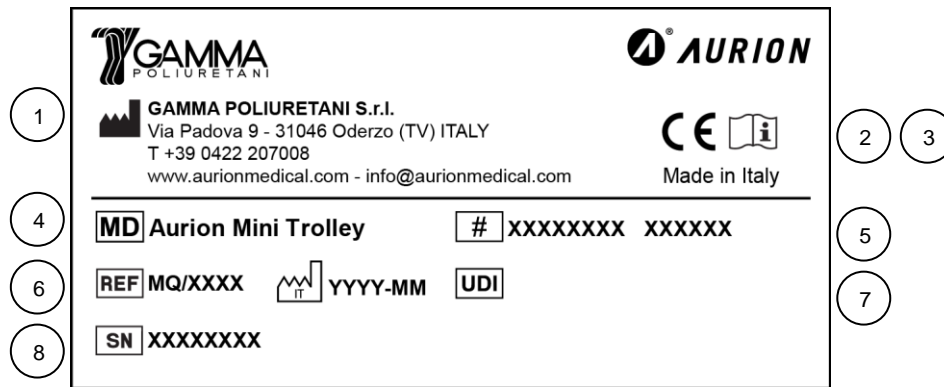 GAMMA
POLIURETANI
AURION
1
GAMMA POLIURETANI S.r.l.
Via Padova 9 - 31046 Oderzo (TV) ITALY
T +39 0422 207008
www.aurionmedical.com - info@aurionmedical.com
CE
i
Made in Italy
2
3
4
MD Aurion Mini Trolley
# XXXXXXXX XXXXXX
5
6
REF MQ/XXXX
IT
YYYY-MM
UDI
7
8
SN XXXXXXXX